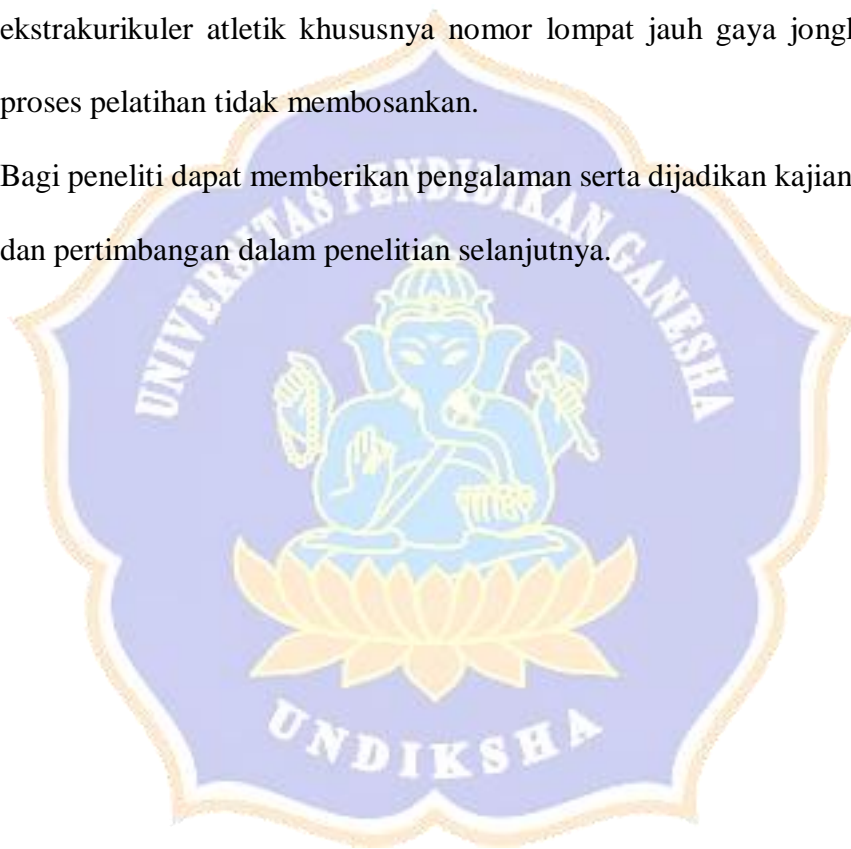 ekstrakurikuler atletik khususnya nomor lompat jauh gaya
proses pelatihan tidak membosankan.
Bagi peneliti dapat memberikan pengalaman serta dijadikan kajian
dan pertimbangan dalam penelitian selanjutnya.
UNIVERSITAS PENDIDIKAN GANESHA
UNDIKSHA